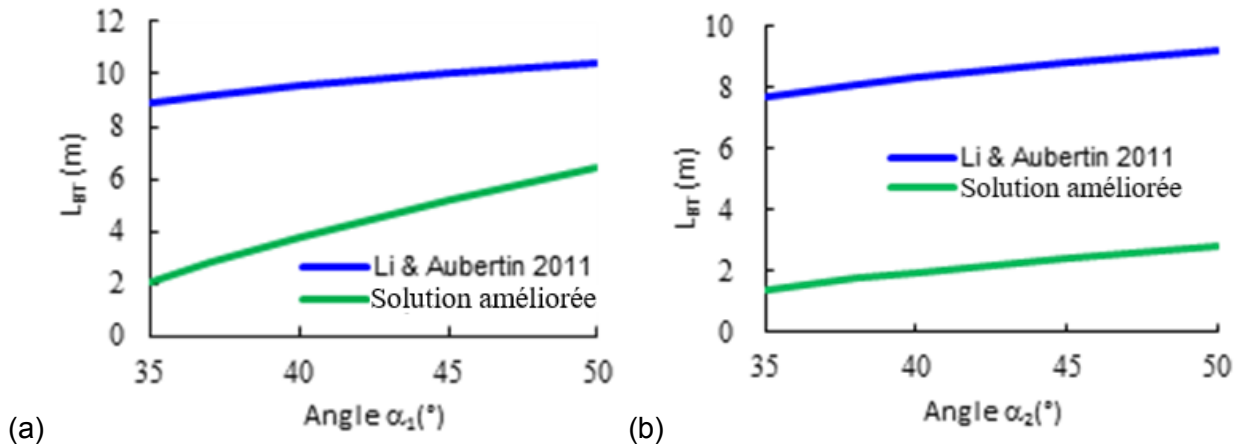 12
10
8
6
4
2
0
L_BT (m)
Li & Aubertin 2011
Solution améliorée
35 40 45 50
Angle α₁(°)
(a)
10
8
6
4
2
0
L_BT (m)
Li & Aubertin 2011
Solution améliorée
35 40 45 50
Angle α₂(°)
(b)